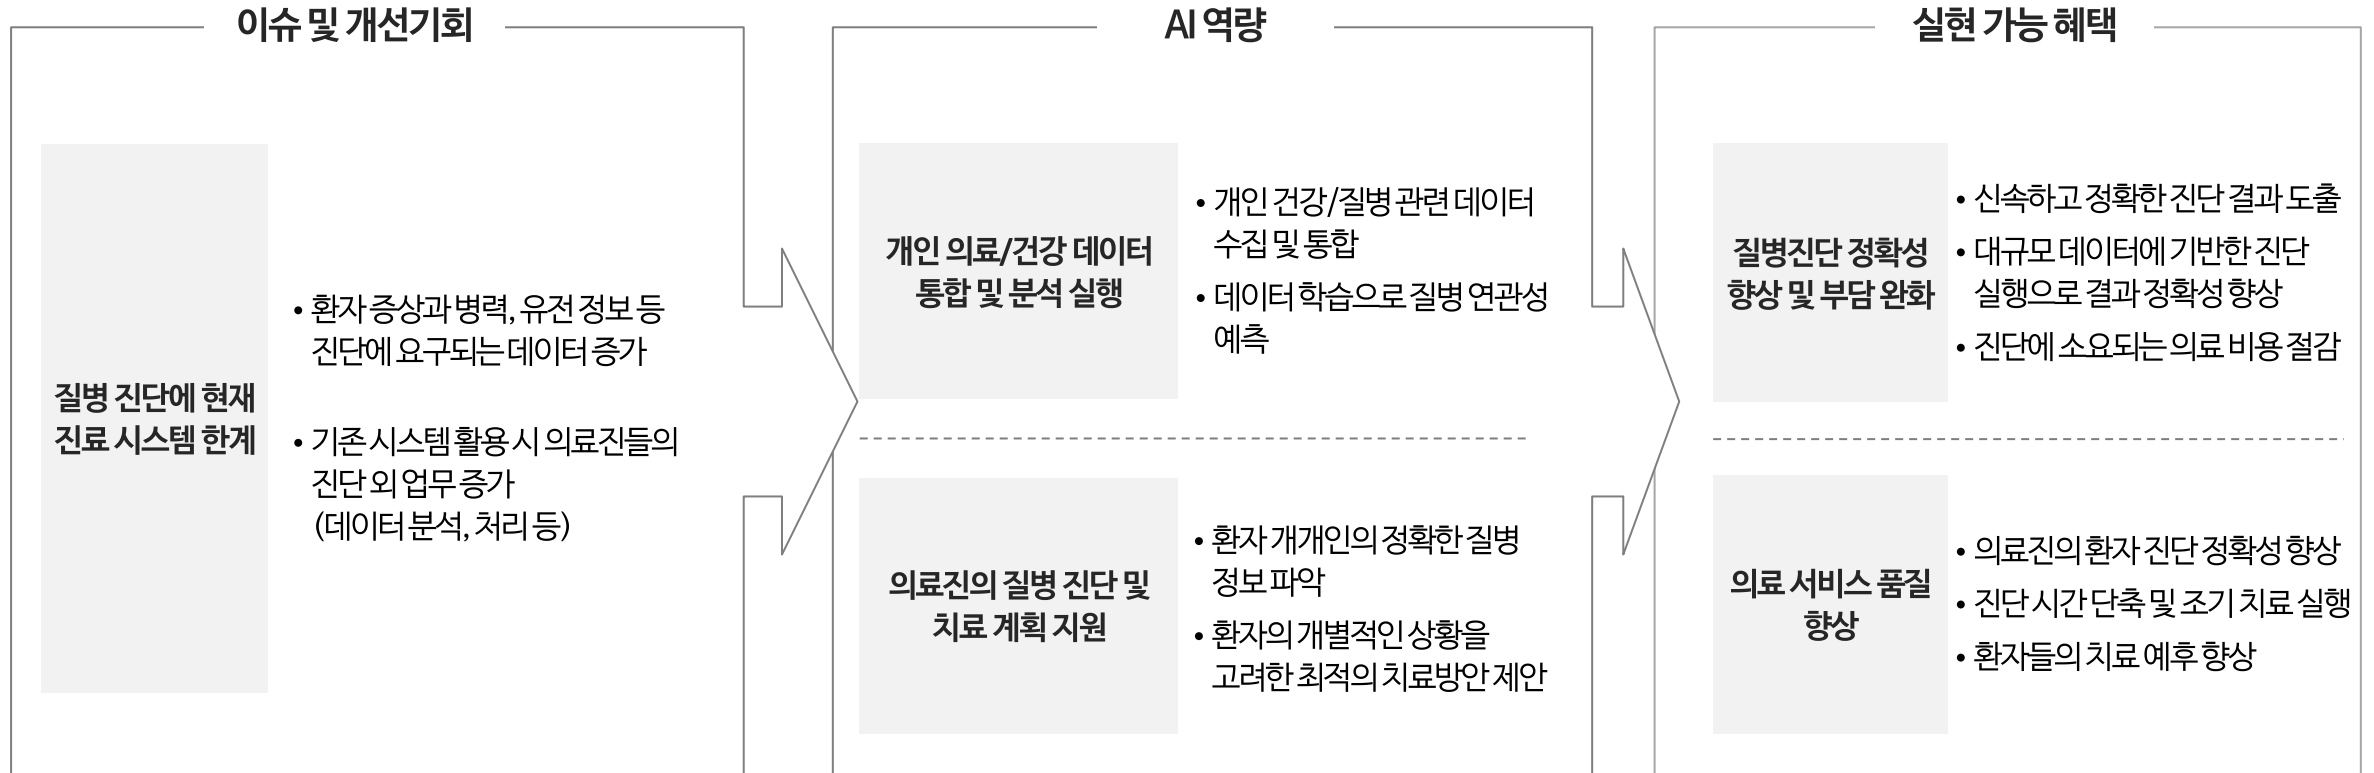 이슈 및 개선기회
질병 진단에 현재
진료 시스템 한계
• 환자 증상과 병력, 유전 정보 등
진단에 요구되는 데이터 증가
• 기존 시스템 활용 시 의료진들의
진단 외 업무 증가
(데이터 분석, 처리 등)
AI 역량
개인 의료/건강 데이터
통합 및 분석 실행
• 개인 건강/질병 관련 데이터
수집 및 통합
• 데이터 학습으로 질병 연관성
예측
의료진의 질병 진단 및
치료 계획 지원
• 환자 개개인의 정확한 질병
정보 파악
• 환자의 개별적인 상황을
고려한 최적의 치료방안 제안
실현 가능 혜택
질병진단 정확성
향상 및 부담 완화
• 신속하고 정확한 진단 결과 도출
• 대규모 데이터에 기반한 진단
실행으로 결과 정확성 향상
• 진단에 소요되는 의료 비용 절감
의료 서비스 품질
향상
• 의료진의 환자 진단 정확성 향상
• 진단 시간 단축 및 조기 치료 실행
• 환자들의 치료 예후 향상